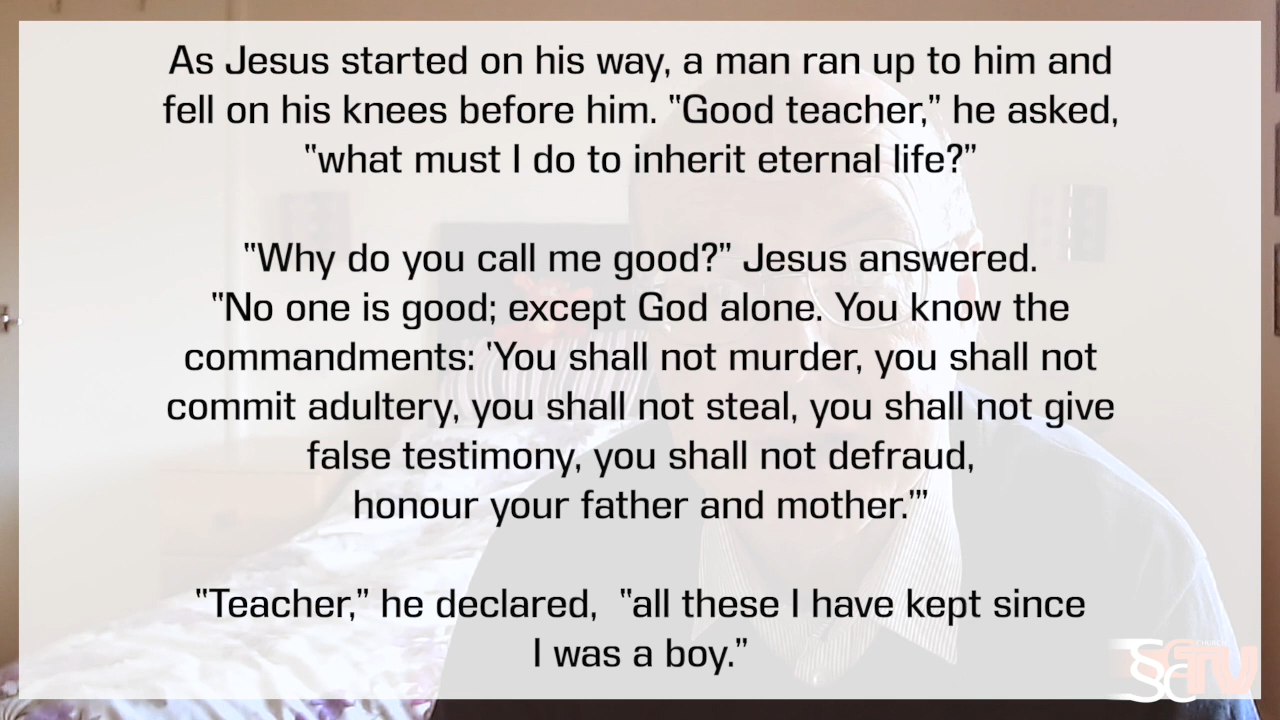 As Jesus started on his way, a man ran up to him and
fell on his knees before him. "Good teacher,” he asked,
"what must I do to inherit eternal life?”
"Why do you call me good?” Jesus answered.
"No one is good; except God alone. You know the
commandments: 'You shall not murder, you shall not
commit adultery, you shall not steal, you shall not give
false testimony, you shall not defraud,
honour your father and mother.’”
"Teacher,” he declared,  "all these I have kept since
I was a boy.”
CHURCH
TV